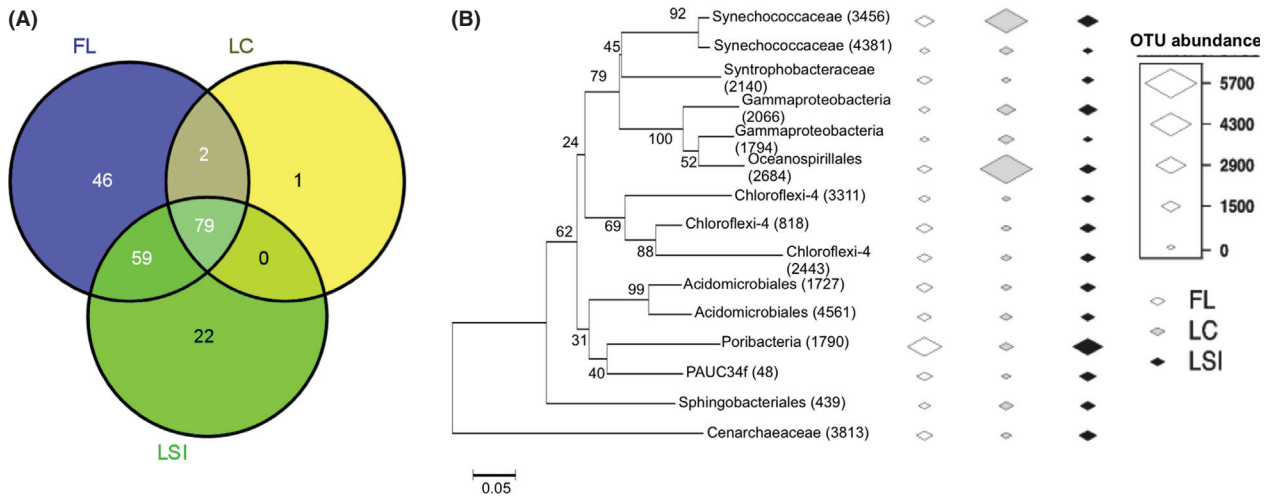 (A)
FL
LC
2
46
1
79
59
0
22
LSI
(B)
92
Synechococcaceae (3456)
45
Synechococcaceae (4381)
79
Syntrophobacteraceae
(2140)
Gammaproteobacteria
(2066)
100
Gammaproteobacteria
(1794)
52
Oceanospirillales
(2684)
24
Chloroflexi-4 (3311)
69
Chloroflexi-4 (818)
88
Chloroflexi-4
(2443)
62
99
Acidomicrobiales (1727)
Acidomicrobiales (4561)
31
Poribacteria (1790)
40
PAUC34f (48)
Sphingobacteriales (439)
Cenarchaeaceae (3813)
0.05
OTU abundance
5700
4300
2900
1500
0
FL
LC
LSI